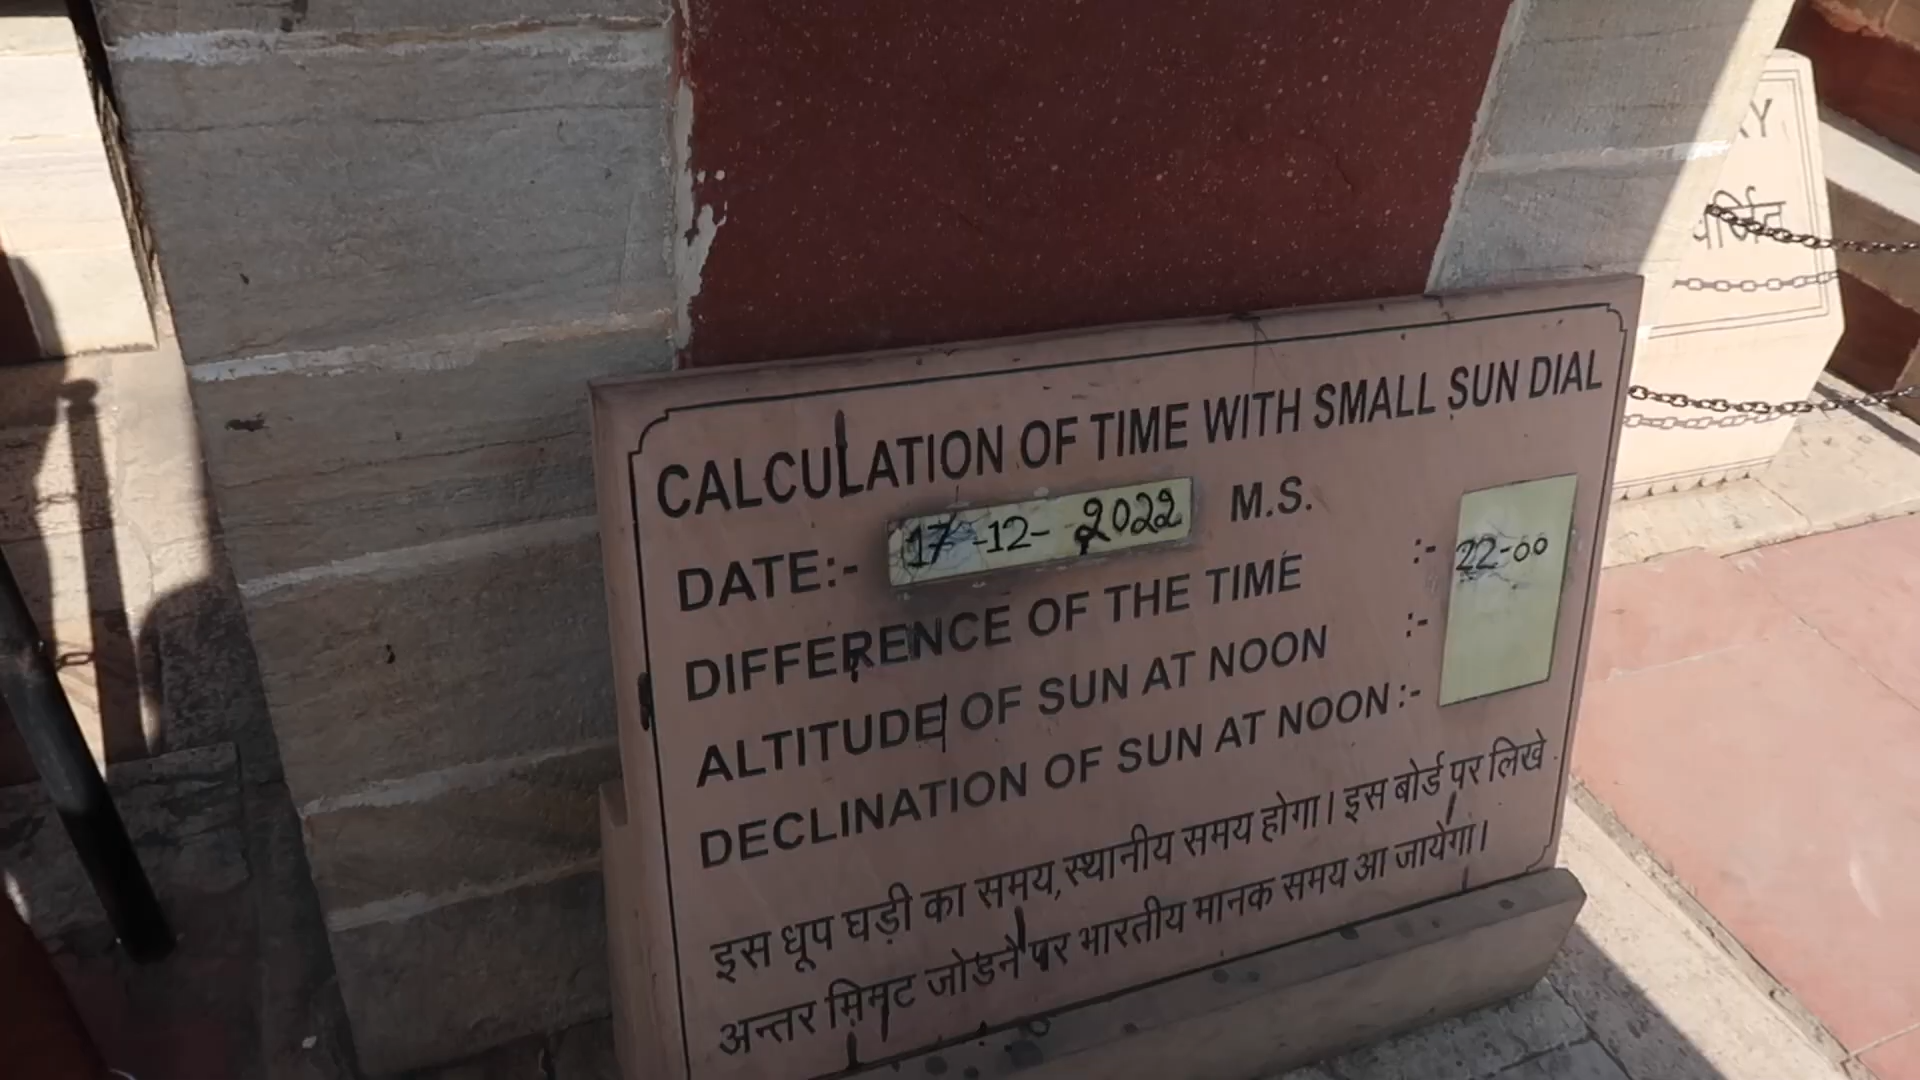 CALCULATION OF TIME WITH SMALL SUN DIAL
DATE:- 17-12-2022 M.S.
DIFFERENCE OF THE TIME :- 22-00
ALTITUDE OF SUN AT NOON :-
DECLINATION OF SUN AT NOON :-
इस धूप घड़ी का समय, स्थानीय समय होगा। इस बोर्ड पर लिखे
अन्तर मिमट जोडने पर भारतीय मानक समय आ जायेगा।